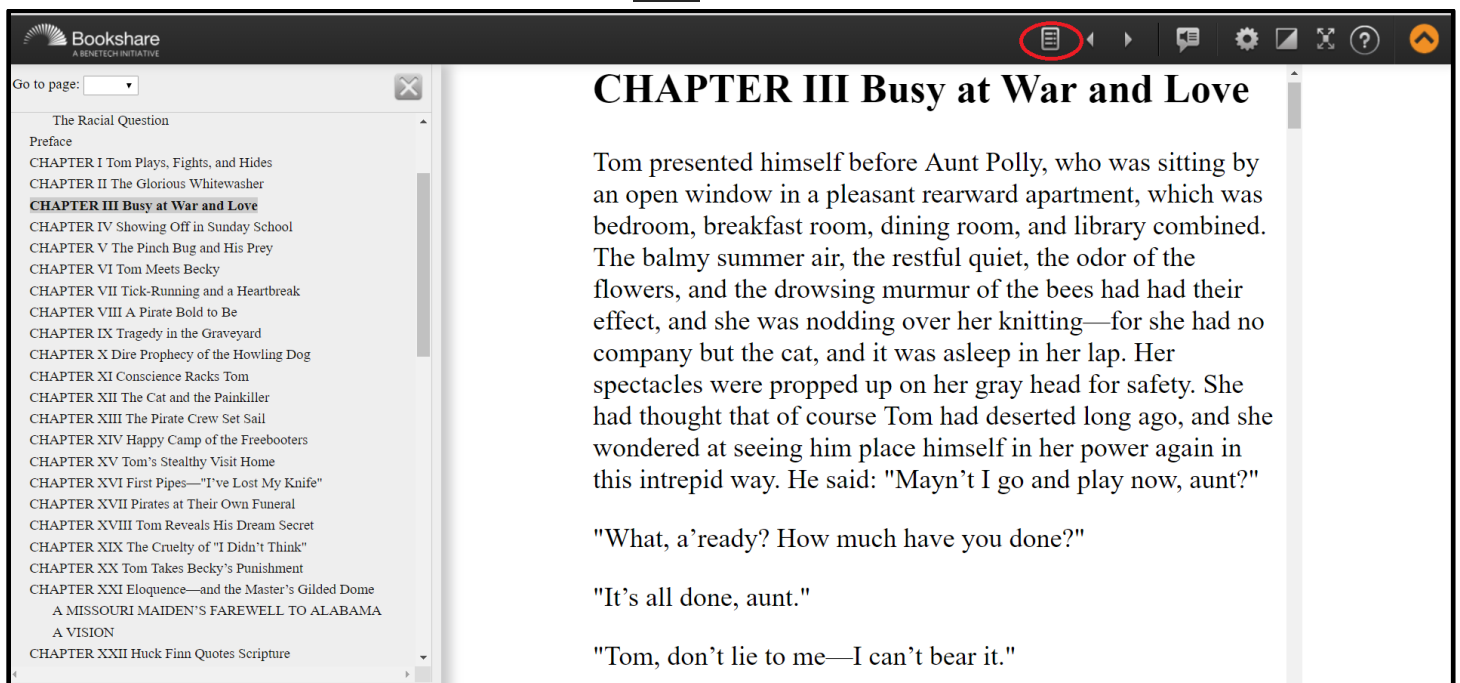 Bookshare
A BENETECH INITIATIVE
?
Go to page:
The Racial Question
Preface
CHAPTER I Tom Plays, Fights, and Hides
CHAPTER II The Glorious Whitewasher
CHAPTER III Busy at War and Love
CHAPTER IV Showing Off in Sunday School
CHAPTER V The Pinch Bug and His Prey
CHAPTER VI Tom Meets Becky
CHAPTER VII Tick-Running and a Heartbreak
CHAPTER VIII A Pirate Bold to Be
CHAPTER IX Tragedy in the Graveyard
CHAPTER X Dire Prophecy of the Howling Dog
CHAPTER XI Conscience Racks Tom
CHAPTER XII The Cat and the Painkiller
CHAPTER XIII The Pirate Crew Set Sail
CHAPTER XIV Happy Camp of the Freebooters
CHAPTER XV Tom’s Stealthy Visit Home
CHAPTER XVI First Pipes—"I’ve Lost My Knife"
CHAPTER XVII Pirates at Their Own Funeral
CHAPTER XVIII Tom Reveals His Dream Secret
CHAPTER XIX The Cruelty of "I Didn’t Think"
CHAPTER XX Tom Takes Becky’s Punishment
CHAPTER XXI Eloquence—and the Master’s Gilded Dome
A MISSOURI MAIDEN’S FAREWELL TO ALABAMA
A VISION
CHAPTER XXII Huck Finn Quotes Scripture
CHAPTER III Busy at War and Love
Tom presented himself before Aunt Polly, who was sitting by
an open window in a pleasant rearward apartment, which was
bedroom, breakfast room, dining room, and library combined.
The balmy summer air, the restful quiet, the odor of the
flowers, and the drowsing murmur of the bees had had their
effect, and she was nodding over her knitting—for she had no
company but the cat, and it was asleep in her lap. Her
spectacles were propped up on her gray head for safety. She
had thought that of course Tom had deserted long ago, and she
wondered at seeing him place himself in her power again in
this intrepid way. He said: "Mayn’t I go and play now, aunt?"
"What, a’ready? How much have you done?"
"It’s all done, aunt."
"Tom, don’t lie to me—I can’t bear it."